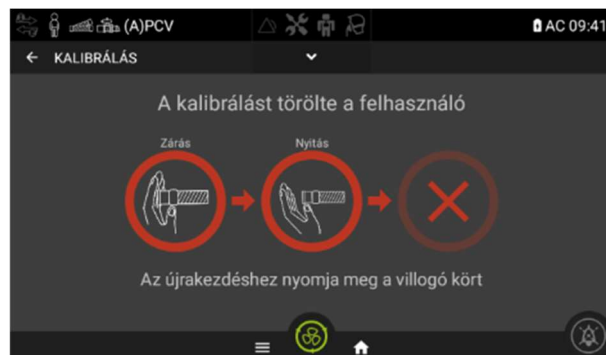 (A)PCV AC 09:41
KALIBRÁLÁS
A kalibrálást törölte a felhasználó
Zárás Nyitás
Az újrakezdéshez nyomja meg a villogó kört